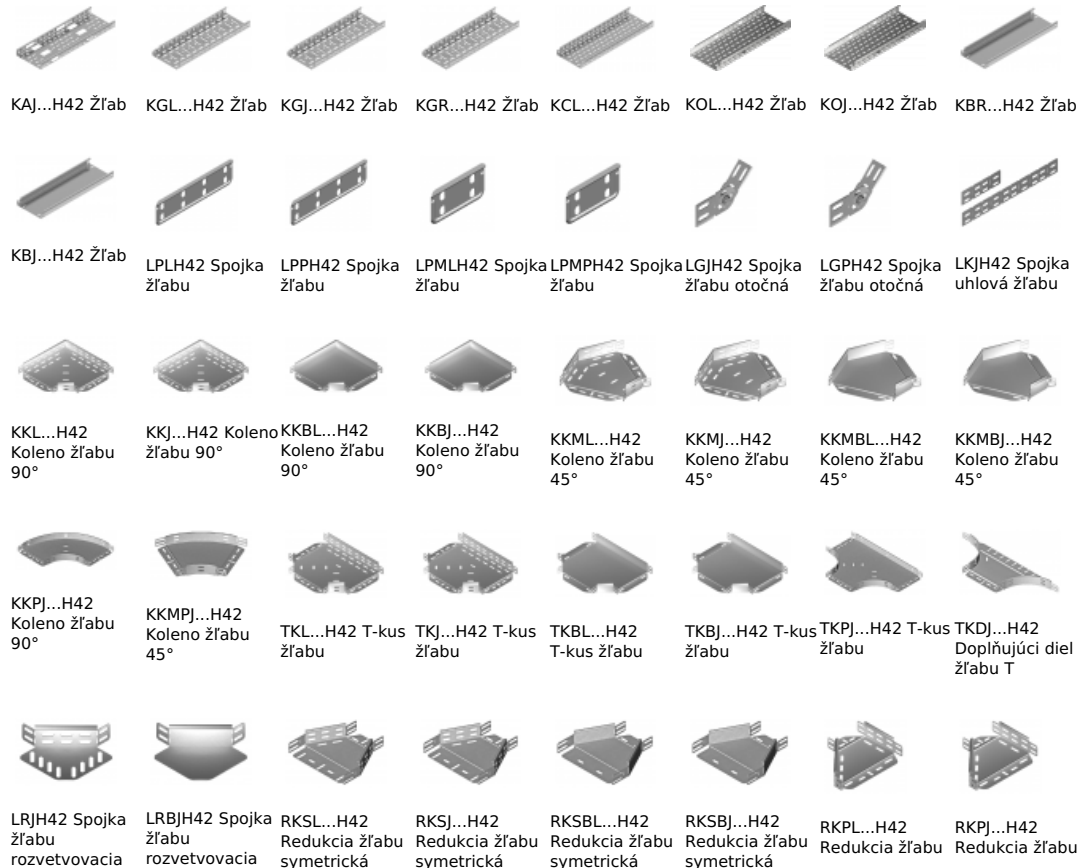 KAJ...H42 Žľab
KGL...H42 Žľab
KGJ...H42 Žľab
KGR...H42 Žľab
KCL...H42 Žľab
KOL...H42 Žľab
KOJ...H42 Žľab
KBR...H42 Žľab
KBJ...H42 Žľab
LPLH42 Spojka
žľabu
LPPH42 Spojka
žľabu
LPMLH42 Spojka
žľabu
LPMPH42 Spojka
žľabu
LGJH42 Spojka
žľabu otočná
LGPH42 Spojka
žľabu otočná
LKJH42 Spojka
uhlová žľabu
KKL...H42
Koleno žľabu
90°
KKJ...H42 Koleno
žľabu 90°
KKBL...H42
Koleno žľabu
90°
KKBJ...H42
Koleno žľabu
90°
KKML...H42
Koleno žľabu
45°
KKMJ...H42
Koleno žľabu
45°
KKMBL...H42
Koleno žľabu
45°
KKMBJ...H42
Koleno žľabu
45°
KKPJ...H42
Koleno žľabu
90°
KKMPJ...H42
Koleno žľabu
45°
TKL...H42 T-kus
žľabu
TKJ...H42 T-kus
žľabu
TKBL...H42
T-kus žľabu
TKBJ...H42 T-kus
žľabu
TKPJ...H42 T-kus
žľabu
TKDJ...H42
Doplňujúci diel
žľabu T
LRJH42 Spojka
žľabu
rozvetvovacia
LRBJH42 Spojka
žľabu
rozvetvovacia
RKSL...H42
Redukcia žľabu
symetrická
RKSJ...H42
Redukcia žľabu
symetrická
RKSBL...H42
Redukcia žľabu
symetrická
RKSBJ...H42
Redukcia žľabu
symetrická
RKPL...H42
Redukcia žľabu
RKPJ...H42
Redukcia žľabu